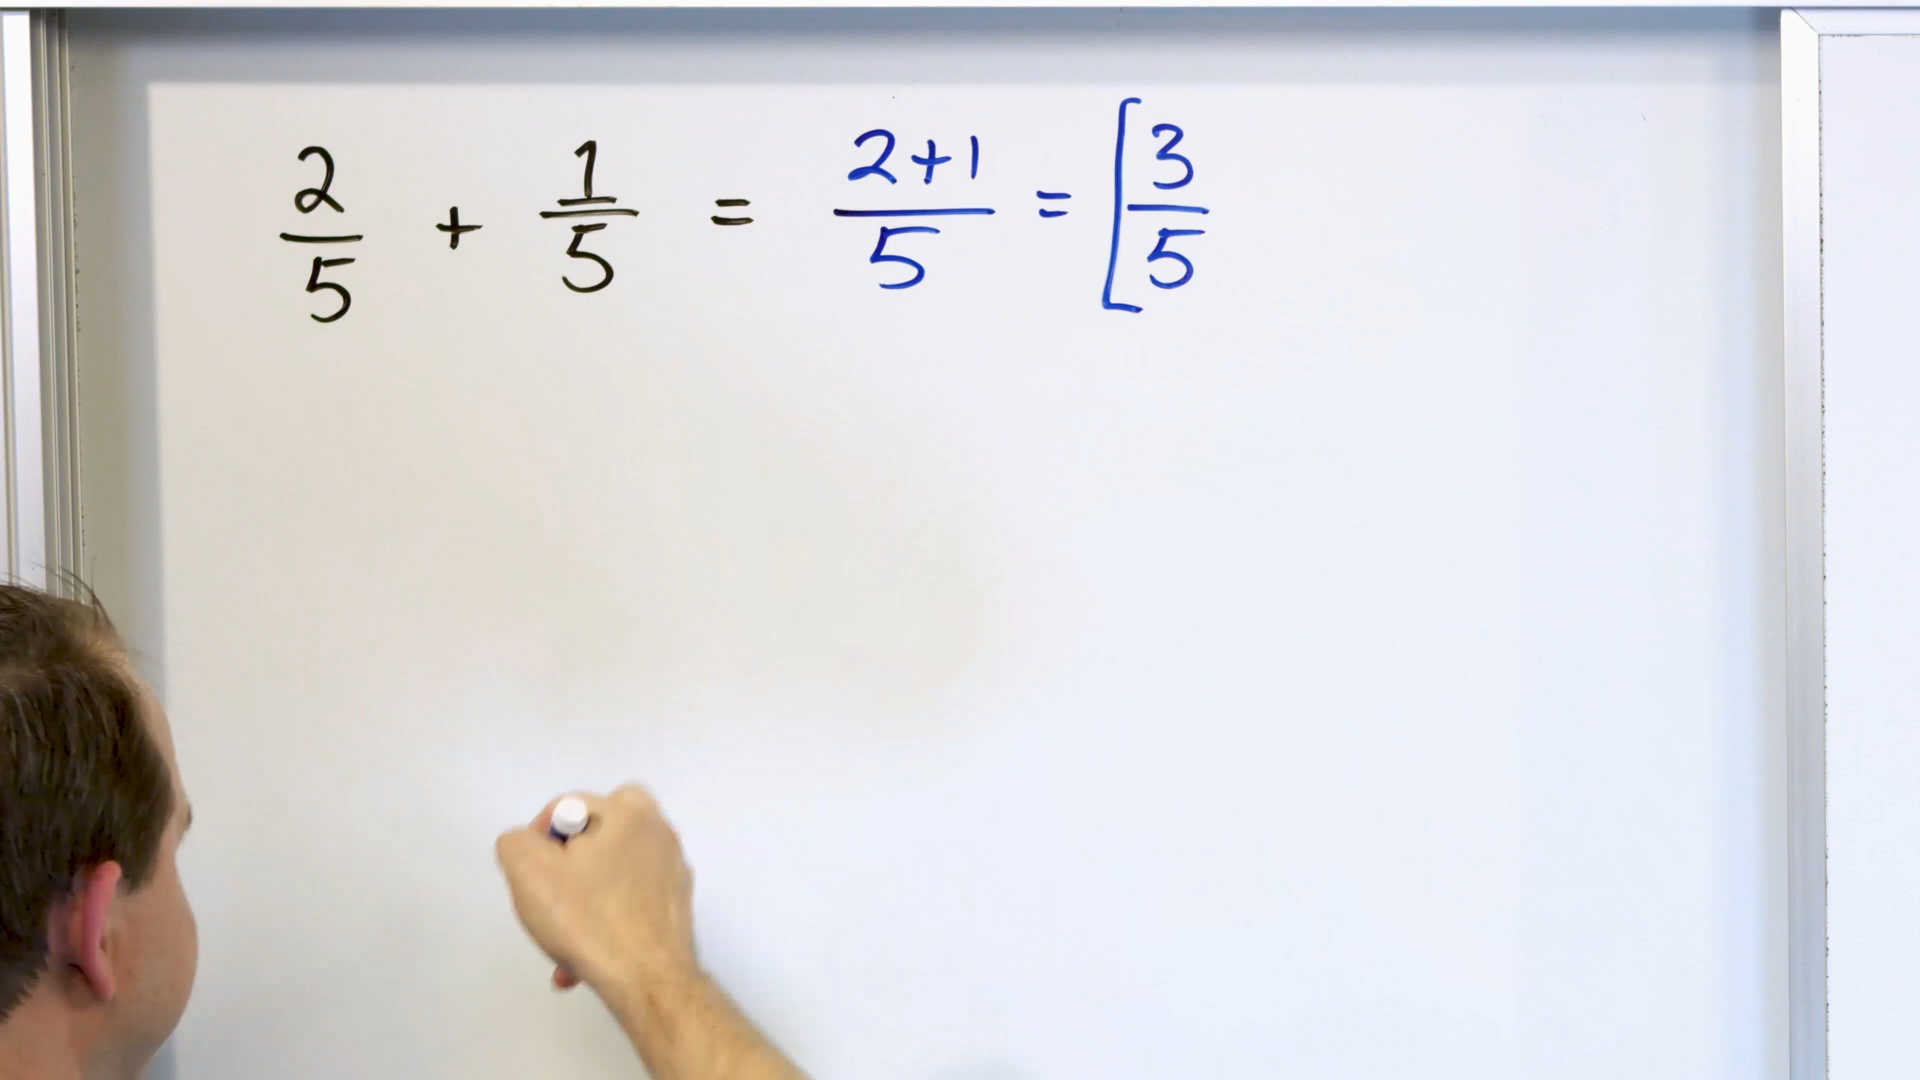 2/5 + 1/5 = 2+1/5 = [3/5